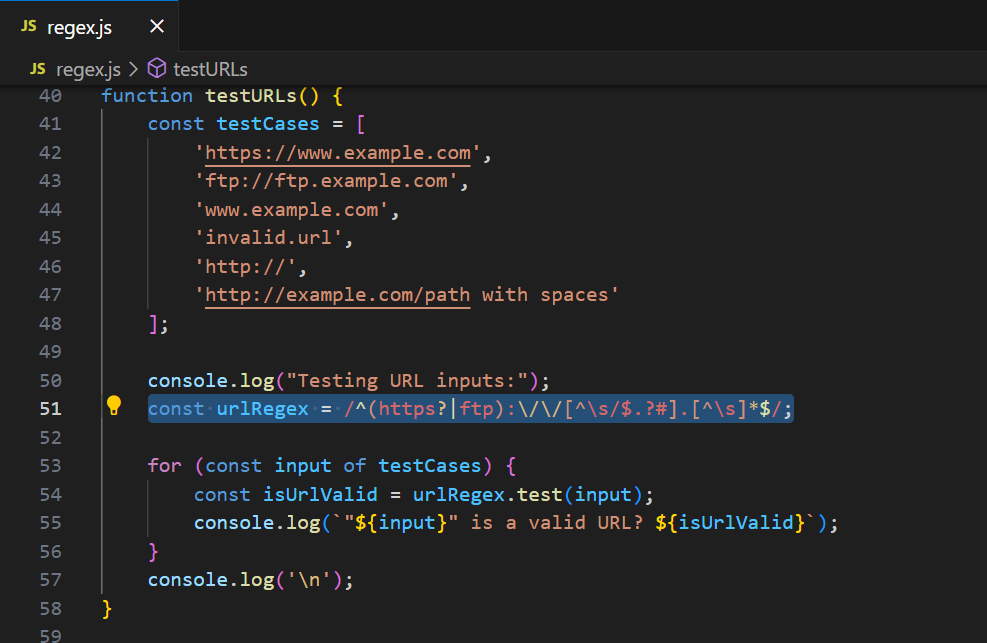 JS regex.js ×
JS regex.js > testURLs
40 function testURLs() {
41     const testCases = [
42         'https://www.example.com',
43         'ftp://ftp.example.com',
44         'www.example.com',
45         'invalid.url',
46         'http://',
47         'http://example.com/path with spaces'
48     ];
49
50     console.log("Testing URL inputs:");
51     const urlRegex = /^(https?|ftp):\/\/[^\s/$.?#].[^\s]*$/;
52
53     for (const input of testCases) {
54         const isUrlValid = urlRegex.test(input);
55         console.log(`"${input}" is a valid URL? ${isUrlValid}`);
56     }
57     console.log('\n');
58 }
59